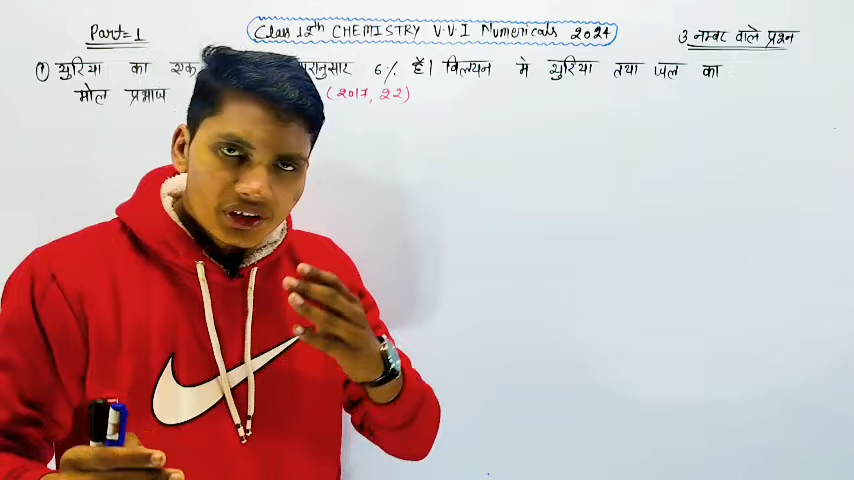 Part=1
Class 12th CHEMISTRY V.V.I Numericals 2024
3 नम्बर वाले प्रश्न
① युरिया का एक नुसार 6% हैं। विलयन मे युरिया तथा जल का
मोल प्रभाज (2017, 22)